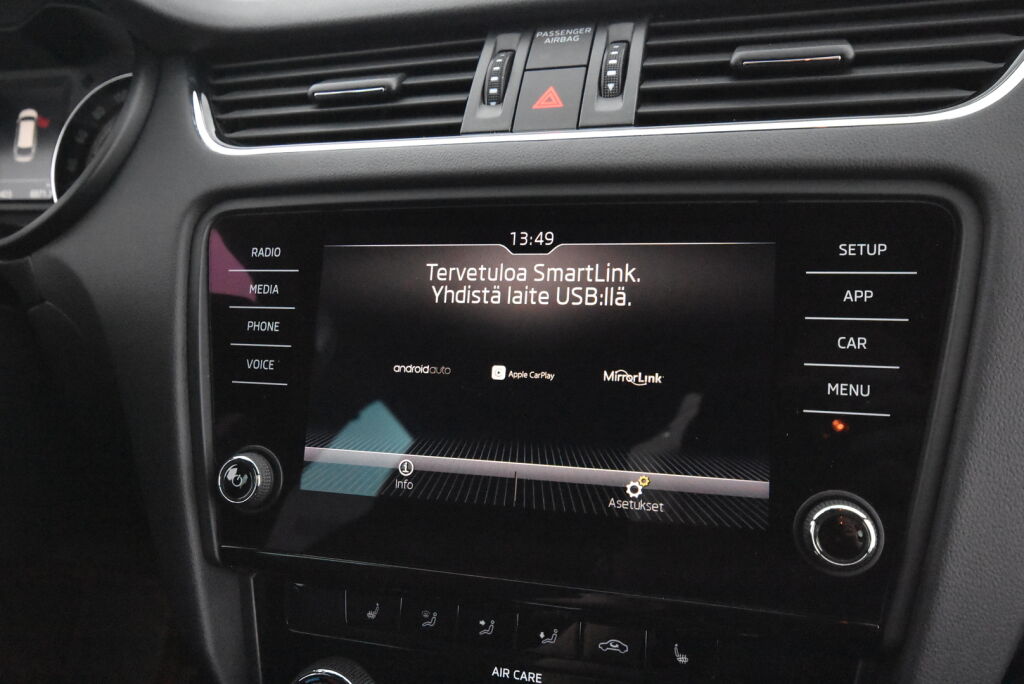 PASSENGER
AIRBAG
13:49
RADIO
MEDIA
PHONE
VOICE
Tervetuloa SmartLink.
Yhdistä laite USB:llä.
androidauto
Apple CarPlay
MirrorLink
Info
Asetukset
SETUP
APP
CAR
MENU
AIR CARE